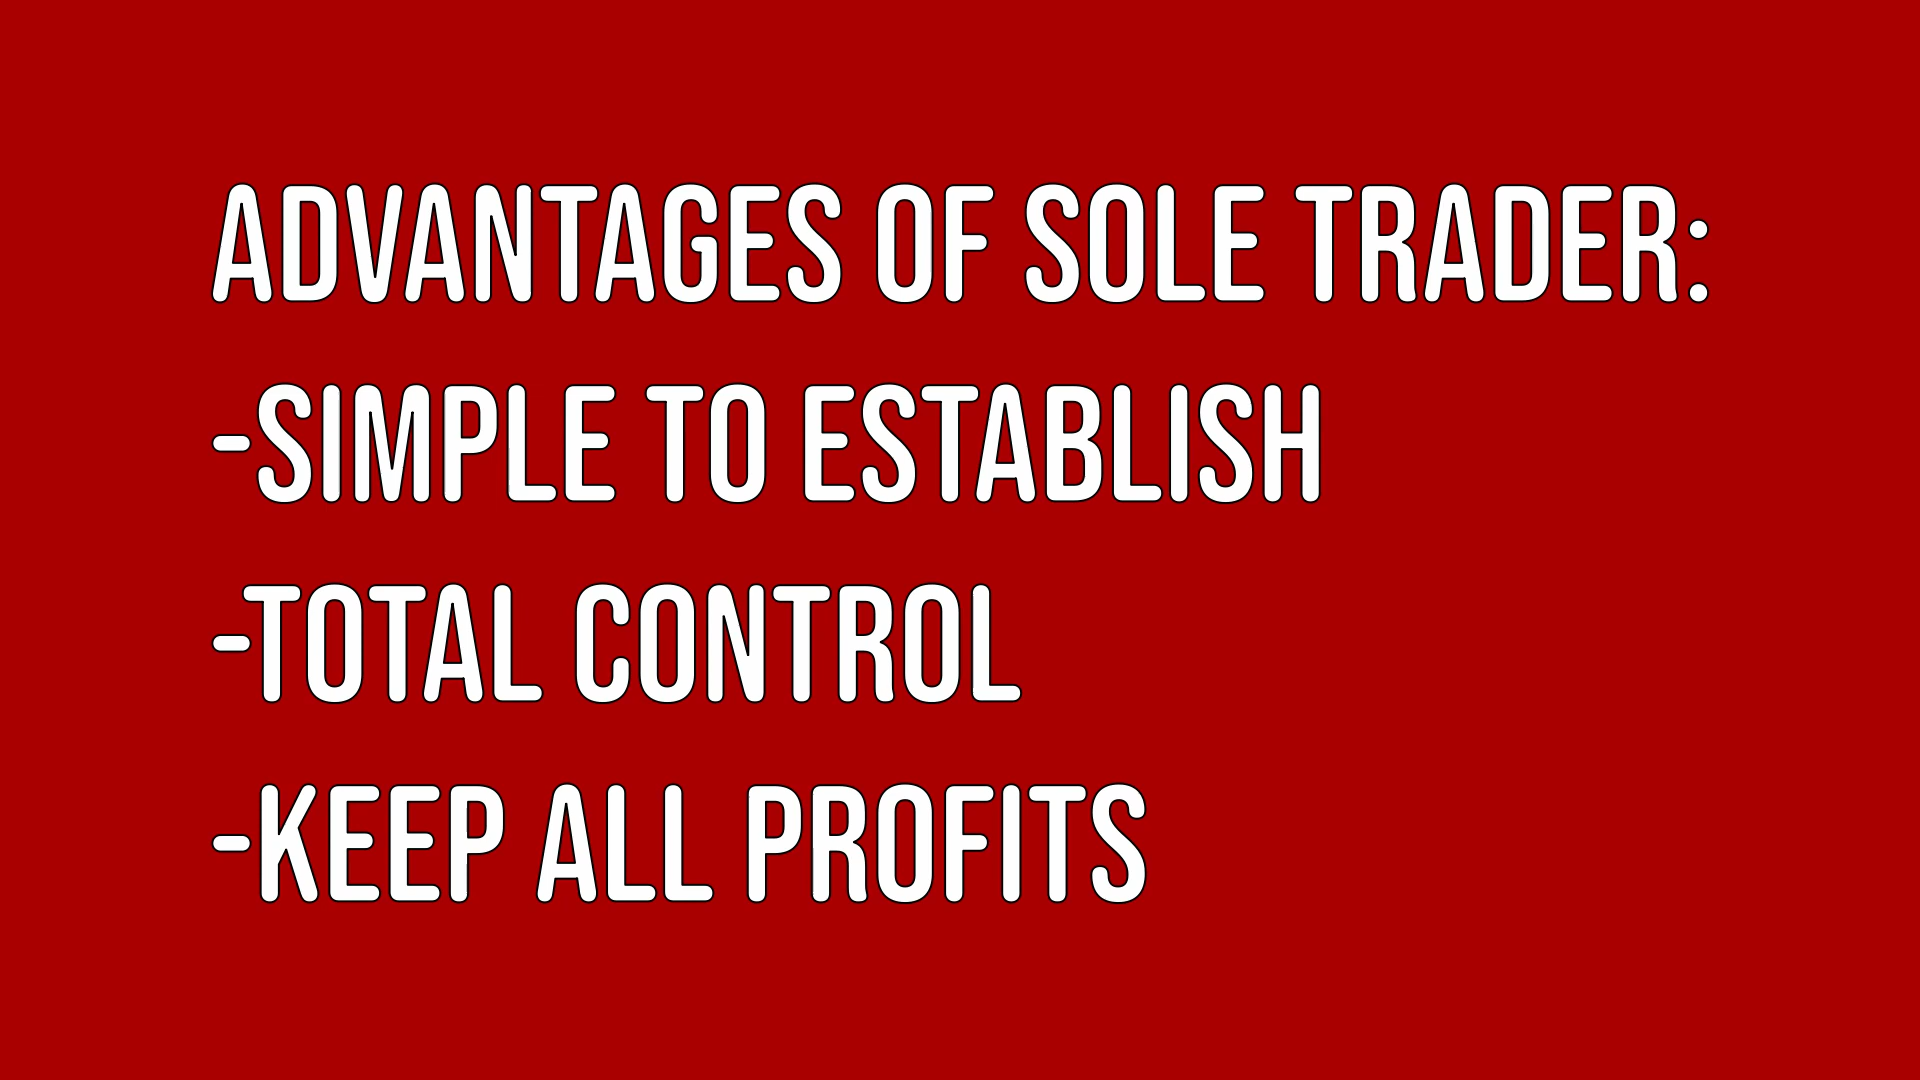 ADVANTAGES OF SOLE TRADER:
-SIMPLE TO ESTABLISH
-TOTAL CONTROL
-KEEP ALL PROFITS